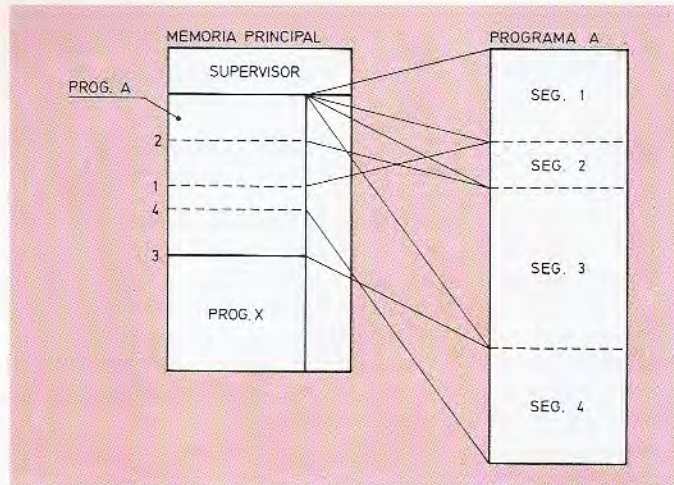 MEMORIA PRINCIPAL
SUPERVISOR
PROG. A
2
1
4
3
PROG. X
PROGRAMA A
SEG. 1
SEG. 2
SEG. 3
SEG. 4